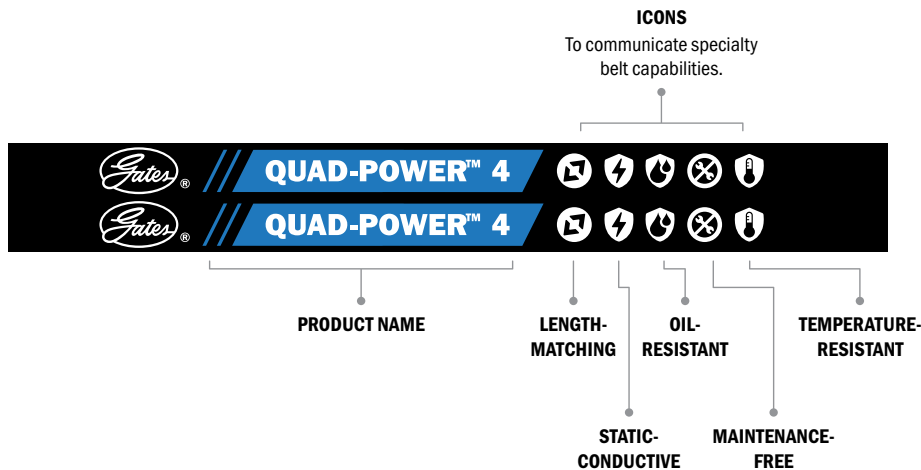 ICONS
To communicate specialty
belt capabilities.
Gates ® QUAD-POWER™ 4
Gates ® QUAD-POWER™ 4
PRODUCT NAME
LENGTH-
MATCHING
OIL-
RESISTANT
TEMPERATURE-
RESISTANT
STATIC-
CONDUCTIVE
MAINTENANCE-
FREE